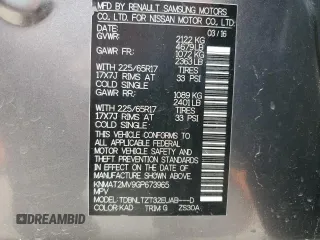 MFD BY RENAULT SAMSUNG MOTORS
CO., LTD. FOR NISSAN MOTOR CO., LTD.
DATE: 03/16
GVWR: 2122 KG
4679 LB
GAWR FR: 1072 KG
2363 LB
WITH 225/65R17 TIRES
17X7J RIMS AT 33 PSI
COLD SINGLE
GAWR RR: 1089 KG
2401 LB
WITH 225/65R17 TIRES
17X7J RIMS AT 33 PSI
COLD SINGLE
THIS VEHICLE CONFORMS TO
ALL APPLICABLE FEDERAL
MOTOR VEHICLE SAFETY
STANDARDS IN EFFECT ON
THE DATE OF MANUFACTURE
SHOWN ABOVE.
KNMAT2MV9GP673965
MPV
MODEL: TDBNLTZT32EUAB---D
COLOR KAD TRIM G ZS30A
OKCARZ.COM